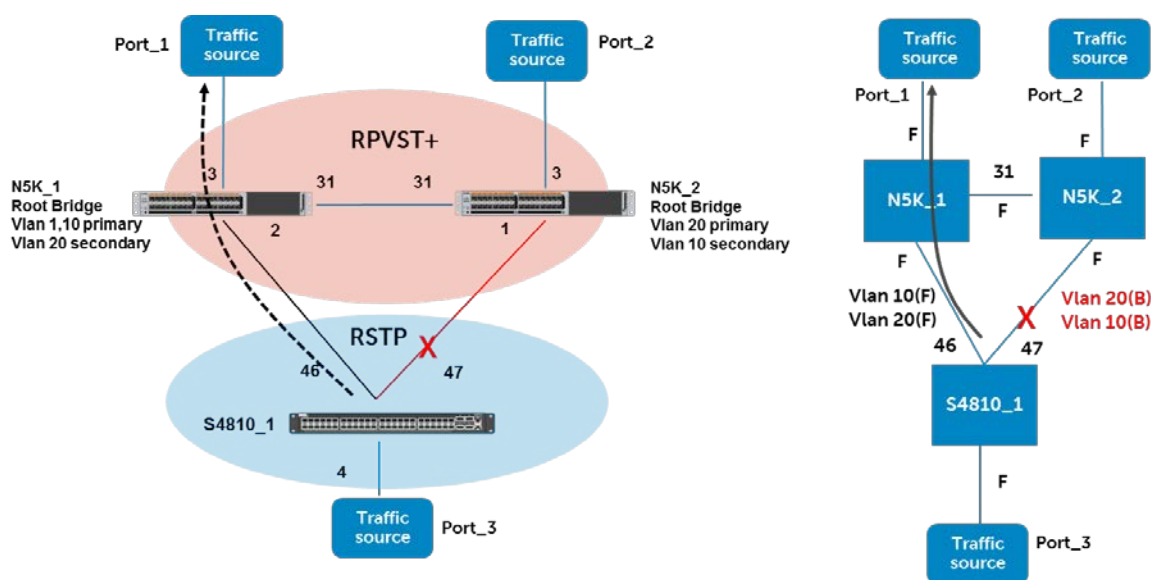 Traffic
source
Port_1
Traffic
source
Port_2
RPVST+
3
31
31
3
N5K_1
Root Bridge
Vlan 1,10 primary
Vlan 20 secondary
2
1
N5K_2
Root Bridge
Vlan 20 primary
Vlan 10 secondary
RSTP
X
46
47
S4810_1
4
Traffic
source
Port_3
Traffic
source
Traffic
source
Port_1
Port_2
F
F
31
N5K_1
N5K_2
F
F
F
Vlan 10(F)
Vlan 20(F)
Vlan 20(B)
Vlan 10(B)
X
46
47
S4810_1
F
Traffic
source
Port_3